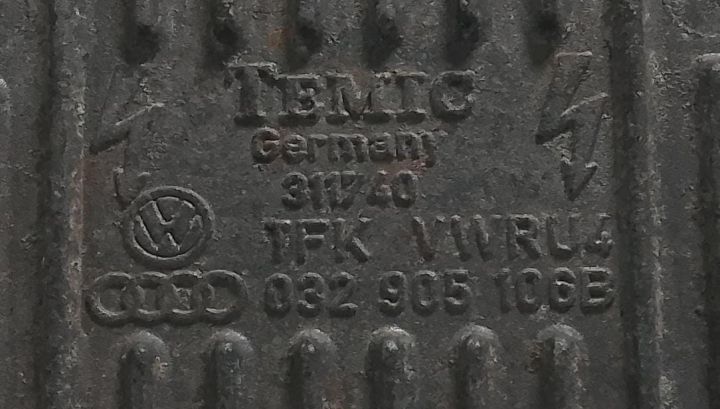 TEMIC
Germany
311740
TFK VWRU4
032 905 106B